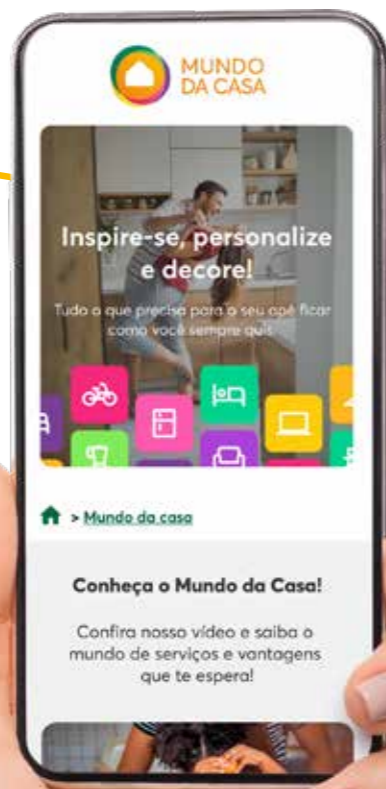 MUNDO
DA CASA
Inspire-se, personalize
e decore!
Tudo o que precisa para o seu apê ficar
como você sempre quis
> Mundo da casa
Conheça o Mundo da Casa!
Confira nosso vídeo e saiba o
mundo de serviços e vantagens
que te espera!